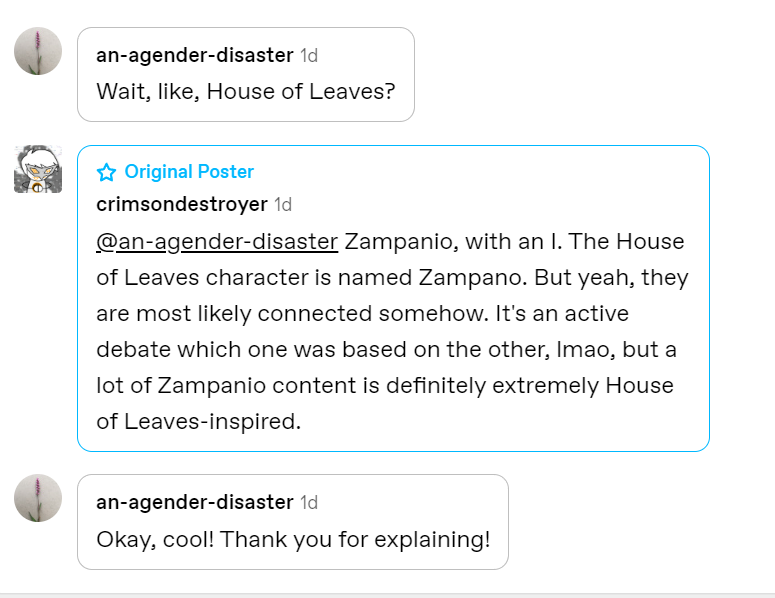 an-agender-disaster 1d
Wait, like, House of Leaves?
Original Poster
crimsondestroyer 1d
@an-agender-disaster Zampanio, with an I. The House
of Leaves character is named Zampano. But yeah, they
are most likely connected somehow. It's an active
debate which one was based on the other, lmao, but a
lot of Zampanio content is definitely extremely House
of Leaves-inspired.
an-agender-disaster 1d
Okay, cool! Thank you for explaining!